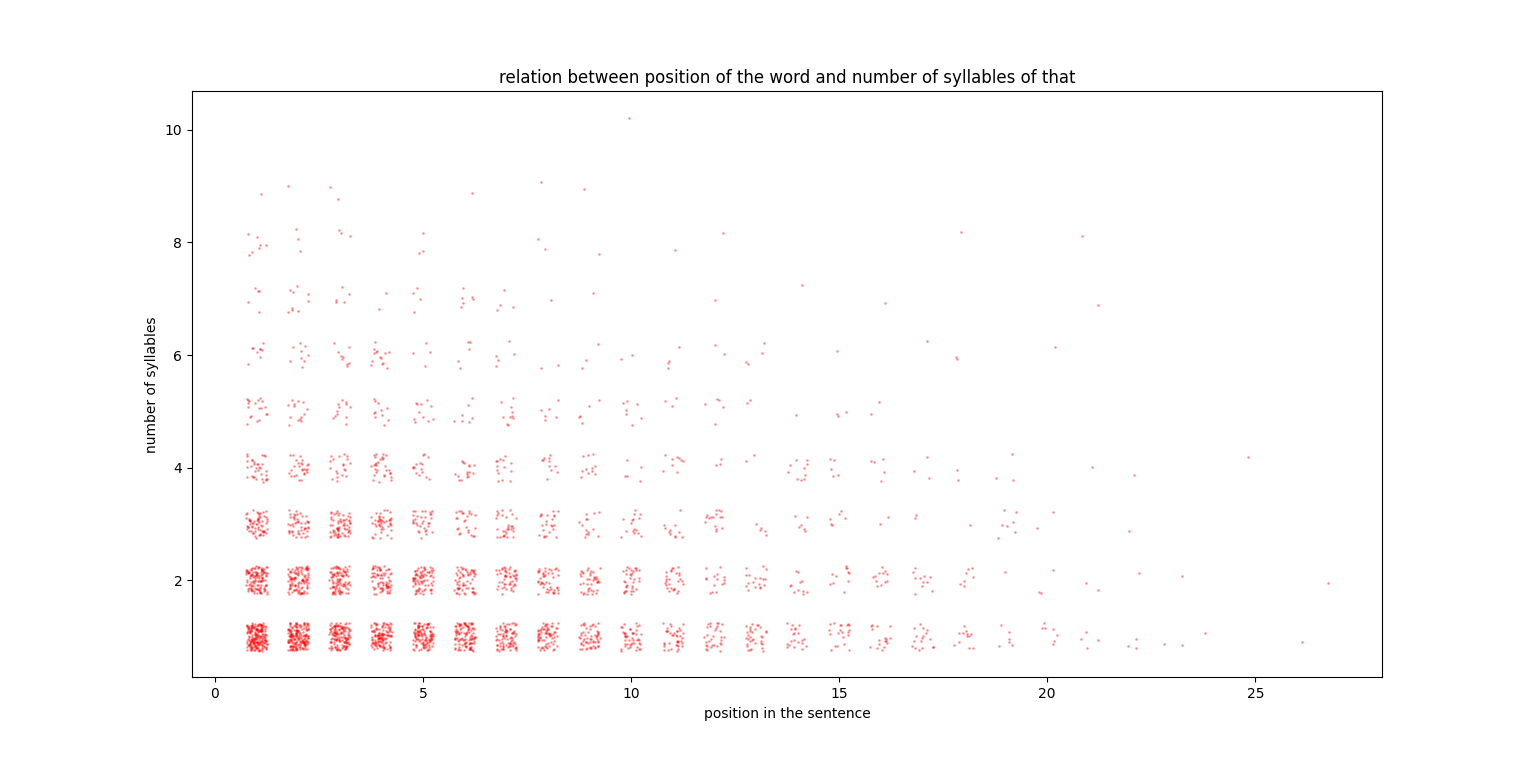 relation between position of the word and number of syllables of that
number of syllables
10
8
6
4
2
0 5 10 15 20 25
position in the sentence